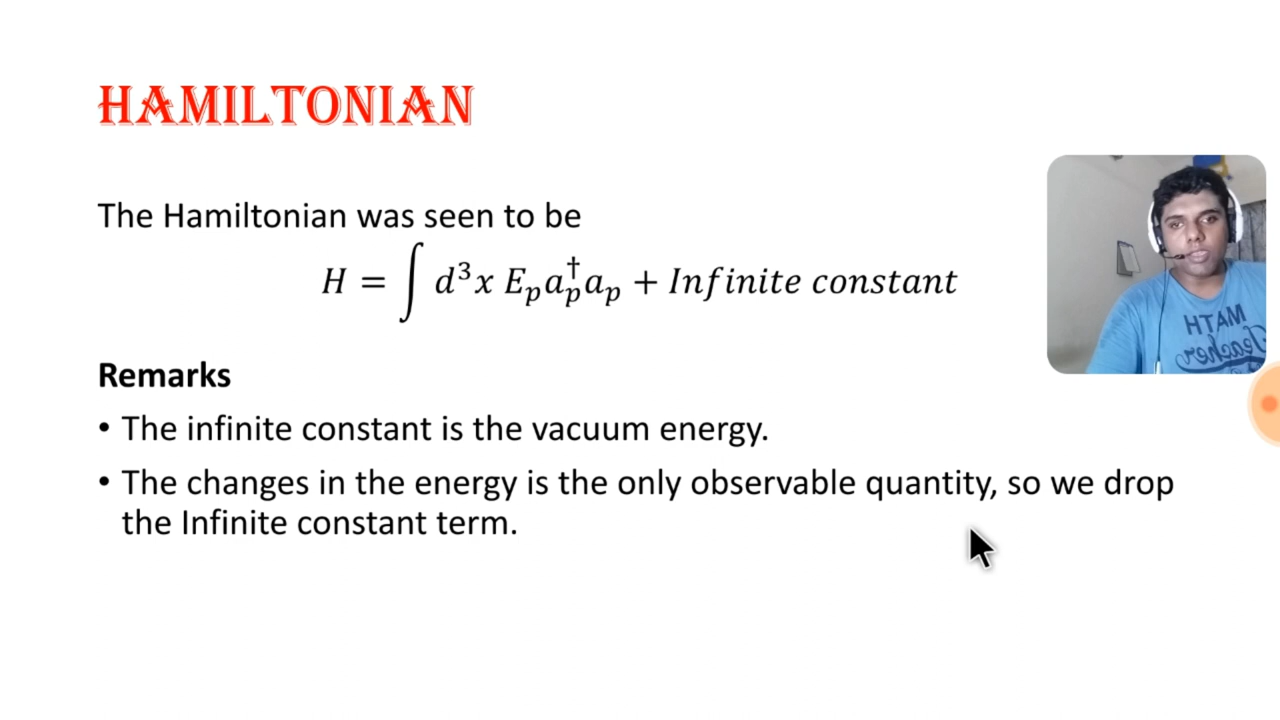 HAMILTONIAN
The Hamiltonian was seen to be
H = ∫ d³x E_p a_p^† a_p + Infinite constant
Remarks
• The infinite constant is the vacuum energy.
• The changes in the energy is the only observable quantity, so we drop
the Infinite constant term.
MATH
Teacher